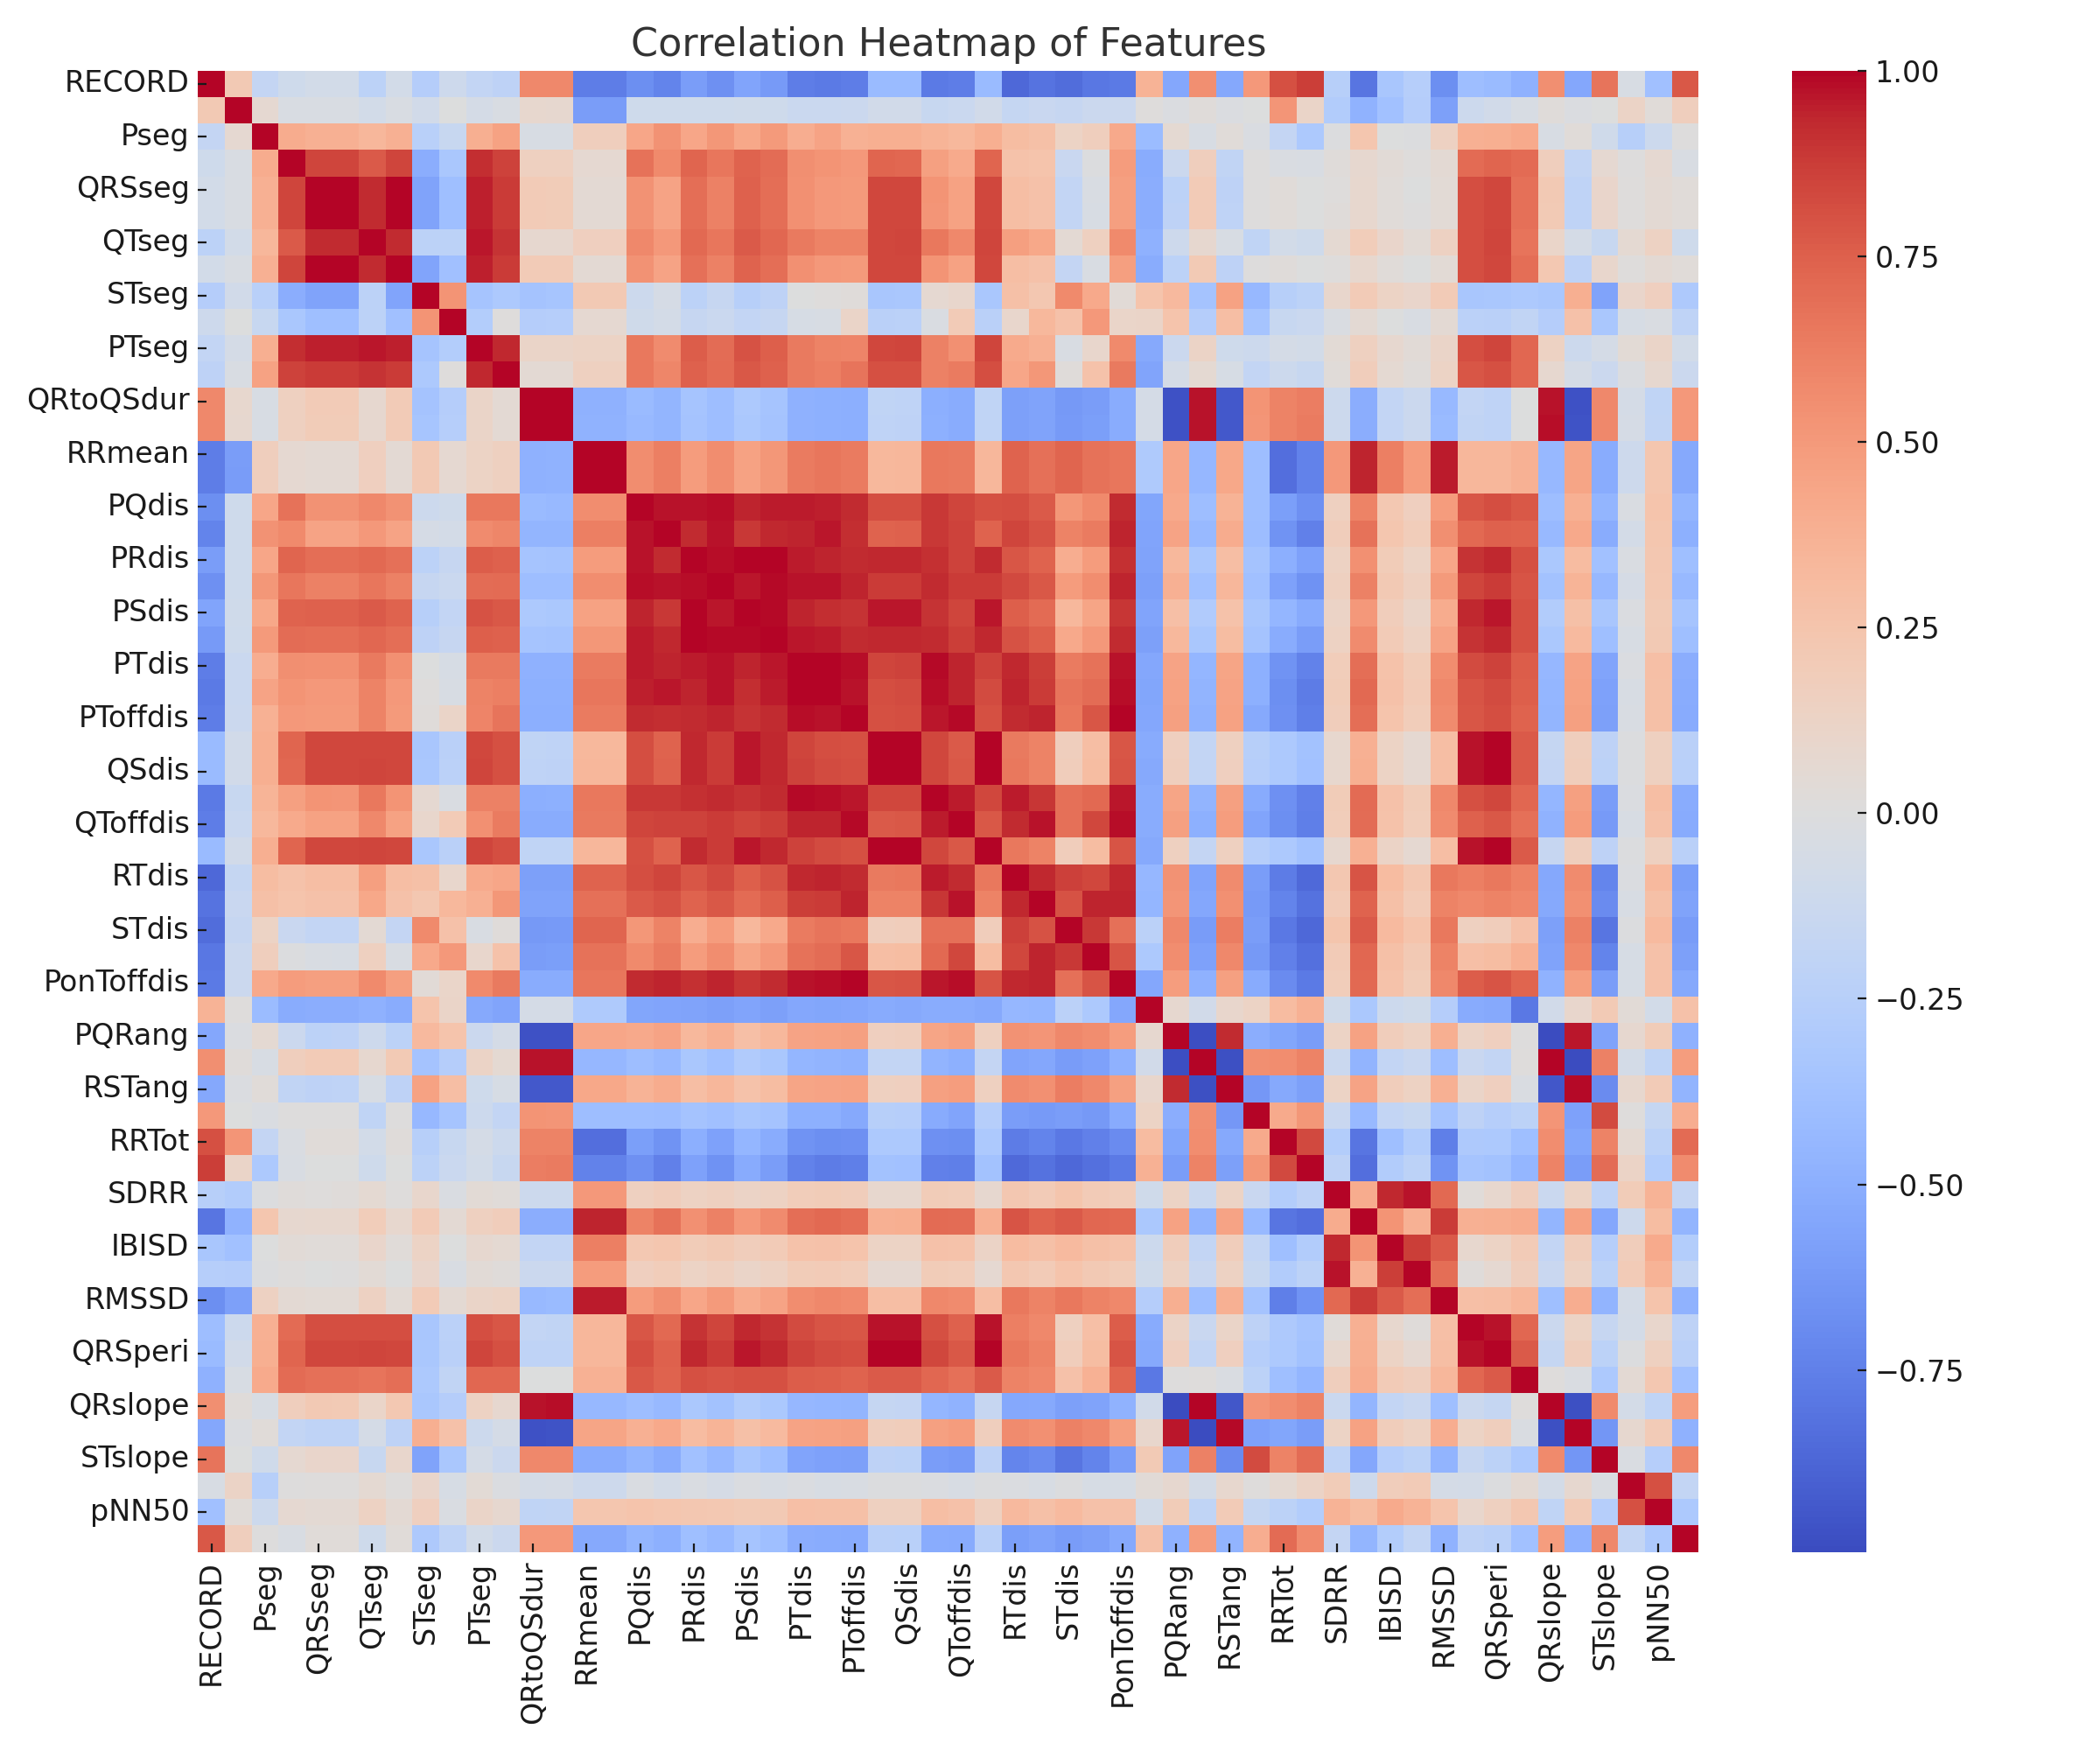 Correlation Heatmap of Features
RECORD
Pseg
QRSseg
QTseg
STseg
PTseg
QRtoQSdur
RRmean
PQdis
PRdis
PSdis
PTdis
PToffdis
QSdis
QToffdis
RTdis
STdis
PonToffdis
PQRang
RSTang
RRTot
SDRR
IBISD
RMSSD
QRSperi
QRslope
STslope
pNN50
RECORD
Pseg
QRSseg
QTseg
STseg
PTseg
QRtoQSdur
RRmean
PQdis
PRdis
PSdis
PTdis
PToffdis
QSdis
QToffdis
RTdis
STdis
PonToffdis
PQRang
RSTang
RRTot
SDRR
IBISD
RMSSD
QRSperi
QRslope
STslope
pNN50
1.00
0.75
0.50
0.25
0.00
−0.25
−0.50
−0.75